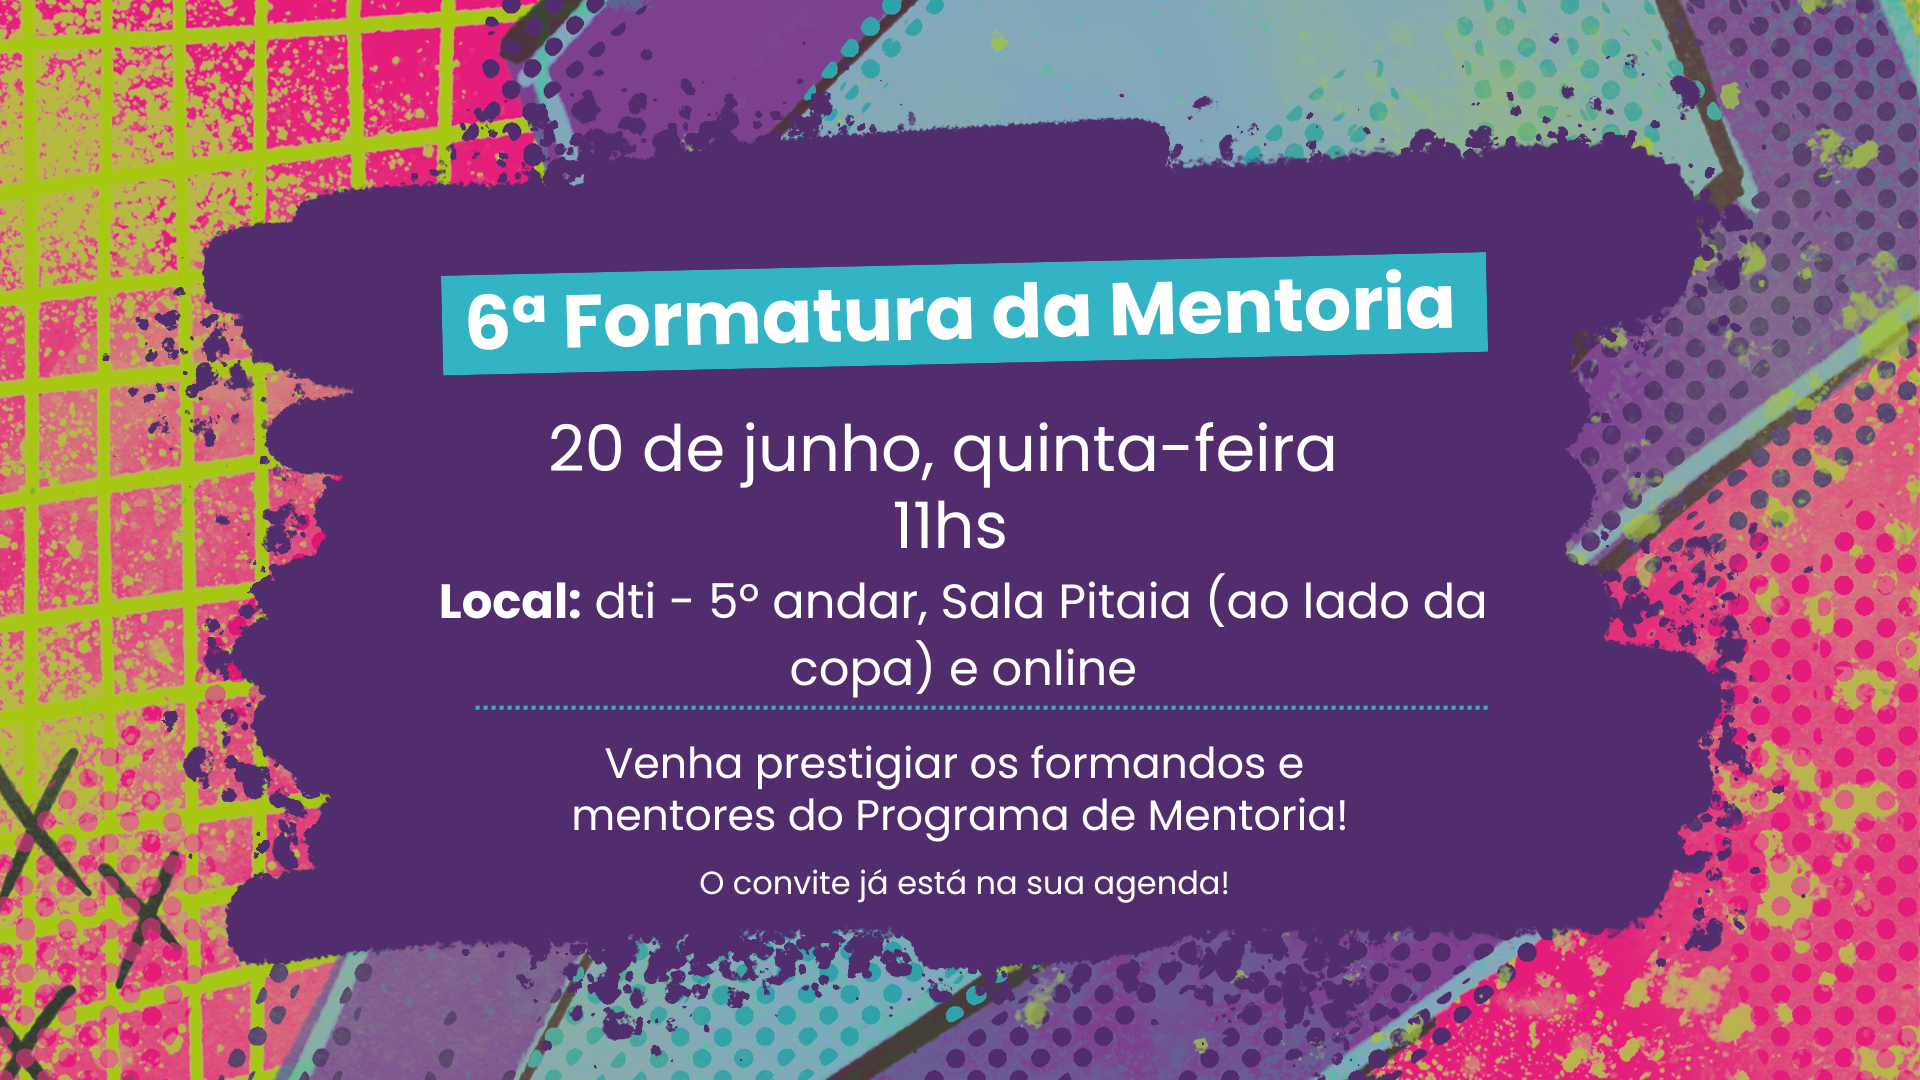 6ª Formatura da Mentoria
20 de junho, quinta-feira
11hs
Local: dti - 5º andar, Sala Pitaia (ao lado da
copa) e online
Venha prestigiar os formandos e
mentores do Programa de Mentoria!
O convite já está na sua agenda!